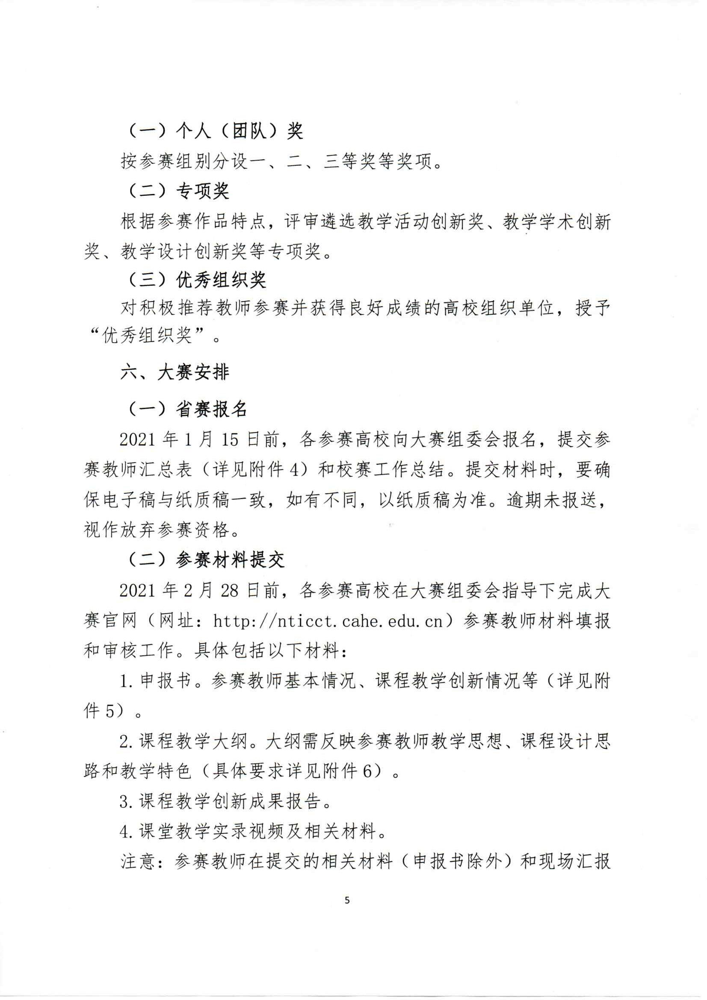 （一）个人（团队）奖
按参赛组别分设一、二、三等奖等奖项。
（二）专项奖
根据参赛作品特点，评审遴选教学活动创新奖、教学学术创新
奖、教学设计创新奖等专项奖。
（三）优秀组织奖
对积极推荐教师参赛并获得良好成绩的高校组织单位，授予
“优秀组织奖”。
六、大赛安排
（一）省赛报名
2021 年 1 月 15 日前，各参赛高校向大赛组委会报名，提交参
赛教师汇总表（详见附件 4）和校赛工作总结。提交材料时，要确
保电子稿与纸质稿一致，如有不同，以纸质稿为准。逾期未报送，
视作放弃参赛资格。
（二）参赛材料提交
2021 年 2 月 28 日前，各参赛高校在大赛组委会指导下完成大
赛官网（网址：http://nticct.cahe.edu.cn）参赛教师材料填报
和审核工作。具体包括以下材料：
1. 申报书。参赛教师基本情况、课程教学创新情况等（详见附
件 5）。
2. 课程教学大纲。大纲需反映参赛教师教学思想、课程设计思
路和教学特色（具体要求详见附件 6）。
3. 课程教学创新成果报告。
4. 课堂教学实录视频及相关材料。
注意：参赛教师在提交的相关材料（申报书除外）和现场汇报
5